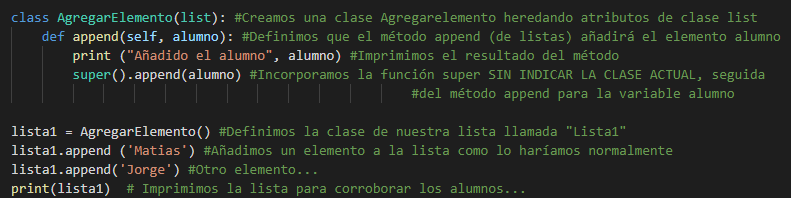 class AgregarElemento(list): #Creamos una clase Agregarelemento heredando atributos de clase list
    def append(self, alumno): #Definimos que el método append (de listas) añadirá el elemento alumno
        print ("Añadido el alumno", alumno) #Imprimimos el resultado del método
        super().append(alumno) #Incorporamos la función super SIN INDICAR LA CLASE ACTUAL, seguida
                                                    #del método append para la variable alumno
lista1 = AgregarElemento() #Definimos la clase de nuestra lista llamada "Lista1"
lista1.append ('Matias') #Añadimos un elemento a la lista como lo haríamos normalmente
lista1.append('Jorge') #Otro elemento...
print(lista1)  # Imprimimos la lista para corroborar los alumnos...